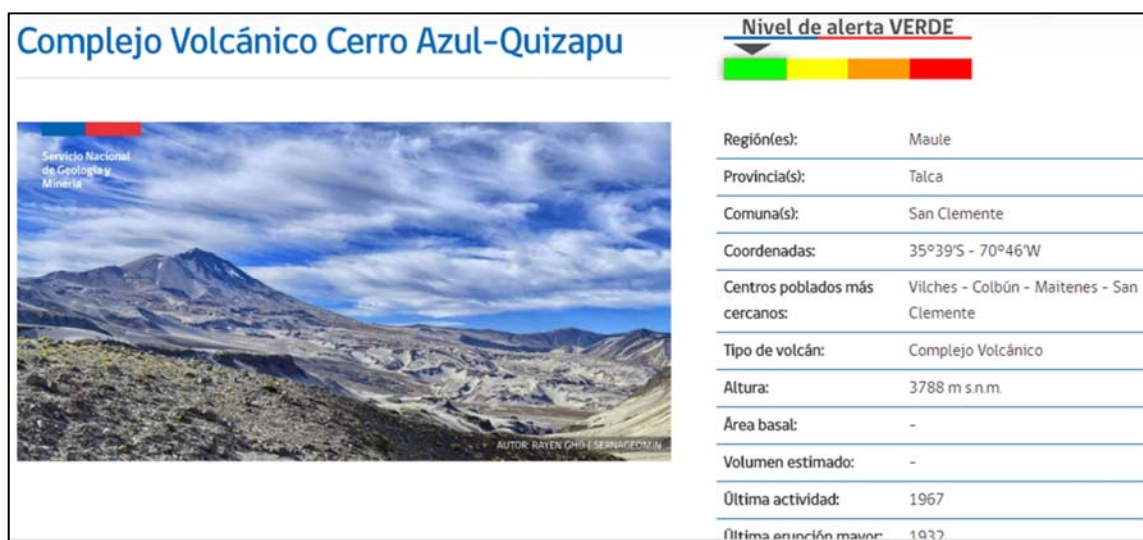 Complejo Volcánico Cerro Azul-Quizapu
Nivel de alerta VERDE
Servicio Nacional
de Geología y
Minería
AUTOR: RAYEN GHO | SERNAGEOMIN
Región(es): Maule
Provincia(s): Talca
Comuna(s): San Clemente
Coordenadas: 35°39'S - 70°46'W
Centros poblados más Vilches - Colbún - Maitenes - San
cercanos: Clemente
Tipo de volcán: Complejo Volcánico
Altura: 3788 m s.n.m.
Área basal: -
Volumen estimado: -
Última actividad: 1967
Última erupción mayor: 1932